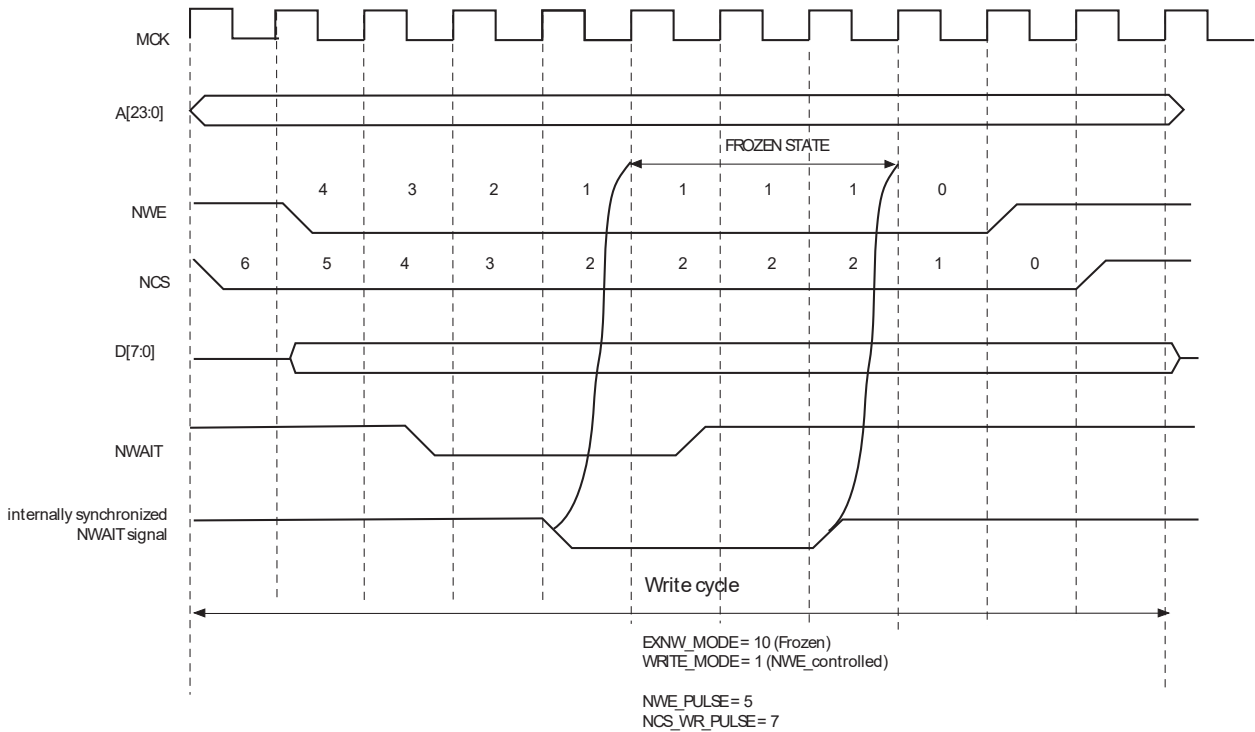 MCK
A[23:0]
FROZEN STATE
4 3 2 1 1 1 1 0
NWE
6 5 4 3 2 2 2 2 1 0
NCS
D[7:0]
NWAIT
internally synchronized
NWAIT signal
Write cycle
EXNW_MODE = 10 (Frozen)
WRITE_MODE = 1 (NWE_controlled)
NWE_PULSE = 5
NCS_WR_PULSE = 7